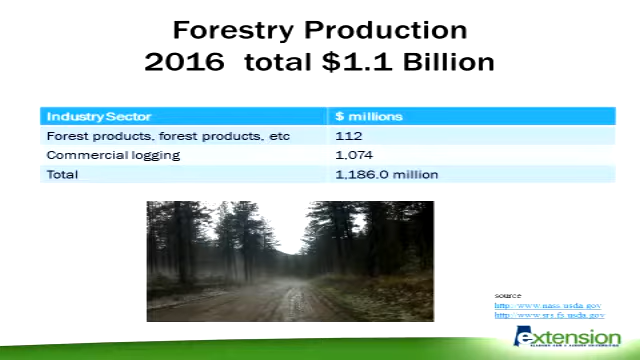 Forestry Production
2016 total $1.1 Billion
Industry Sector $ millions
Forest products, forest products, etc 112
Commercial logging 1,074
Total 1,186.0 million
source
http://www.nass.usda.gov
http://www.srs.fs.usda.gov
extension